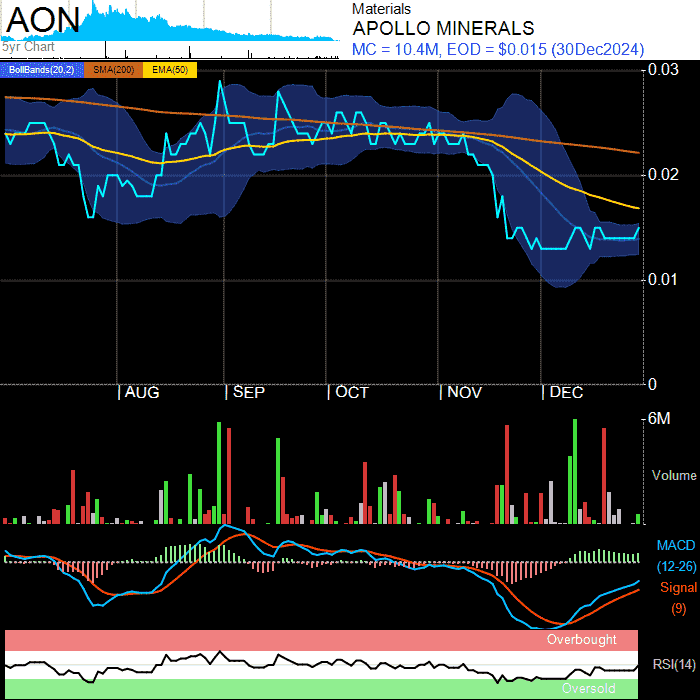 AON
5yr Chart
Materials
APOLLO MINERALS
MC = 10.4M, EOD = $0.015 (30Dec2024)
BollBands(20,2) SMA(200) EMA(50)
0.03
0.02
0.01
0
AUG SEP OCT NOV DEC
6M
Volume
MACD
(12-26)
Signal
(9)
Overbought
RSI(14)
Oversold